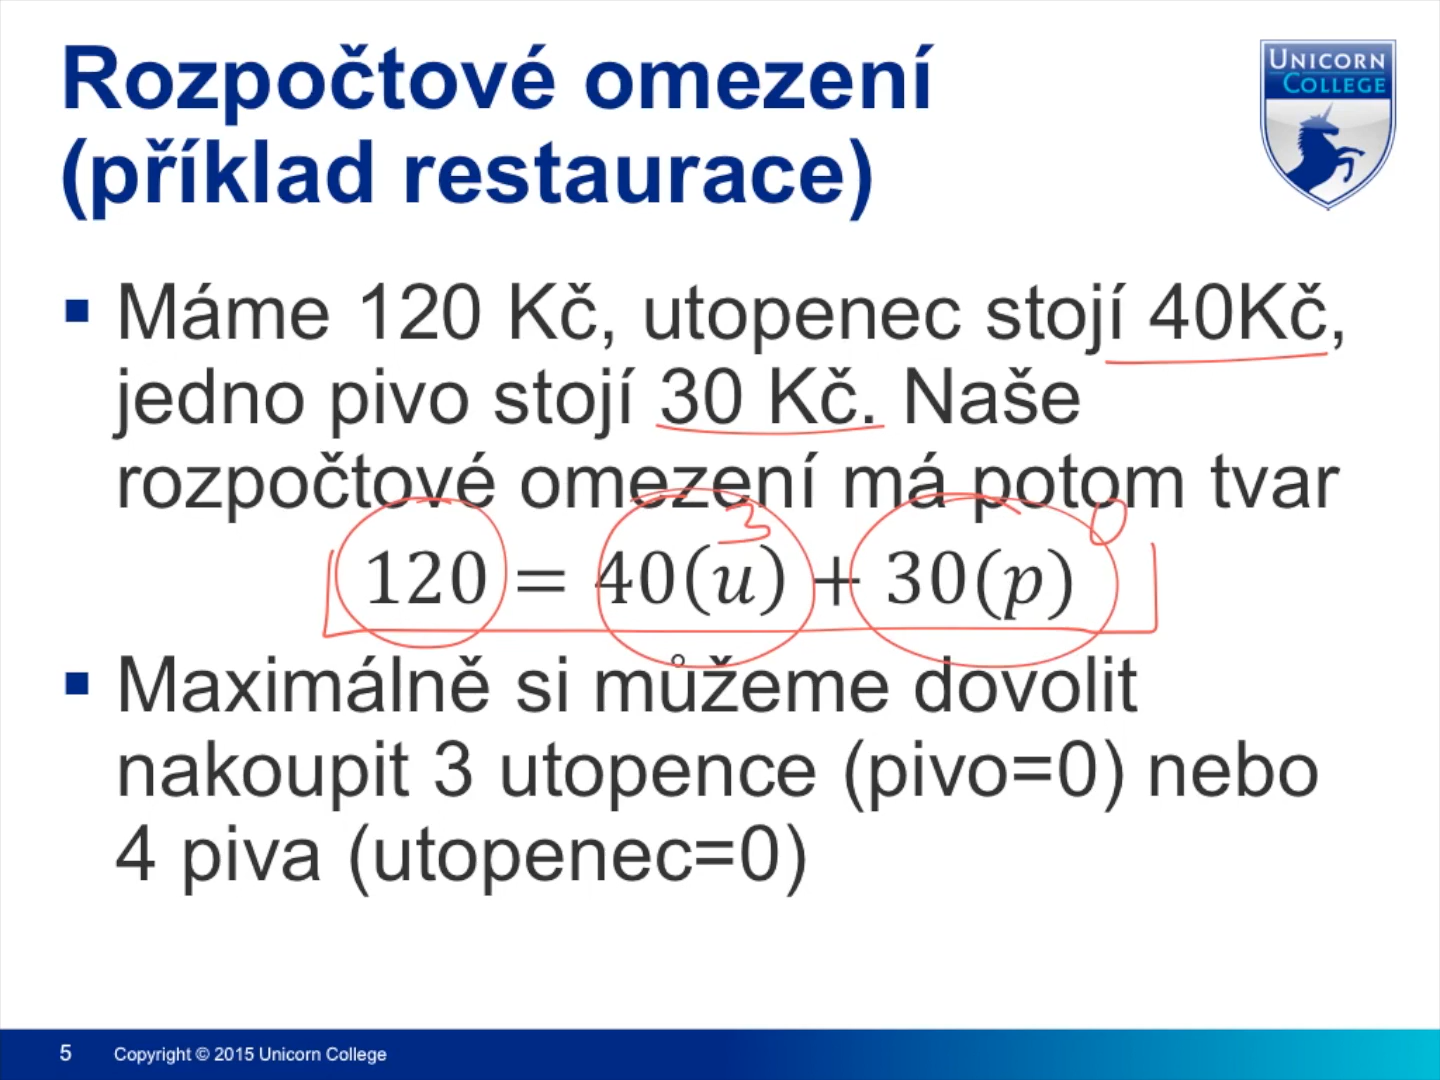 Rozpočtové omezení
(příklad restaurace)
UNICORN
COLLEGE
▪ Máme 120 Kč, utopenec stojí 40Kč,
jedno pivo stojí 30 Kč. Naše
rozpočtové omezení má potom tvar
3 0
120 = 40(u) + 30(p)
▪ Maximálně si můžeme dovolit
nakoupit 3 utopence (pivo=0) nebo
4 piva (utopenec=0)
5 Copyright © 2015 Unicorn College